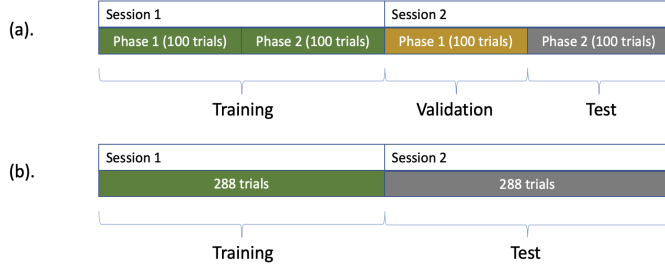 Session 1 Session 2
(a). Phase 1 (100 trials) Phase 2 (100 trials) Phase 1 (100 trials) Phase 2 (100 trials)
Training Validation Test
Session 1 Session 2
(b). 288 trials 288 trials
Training Test